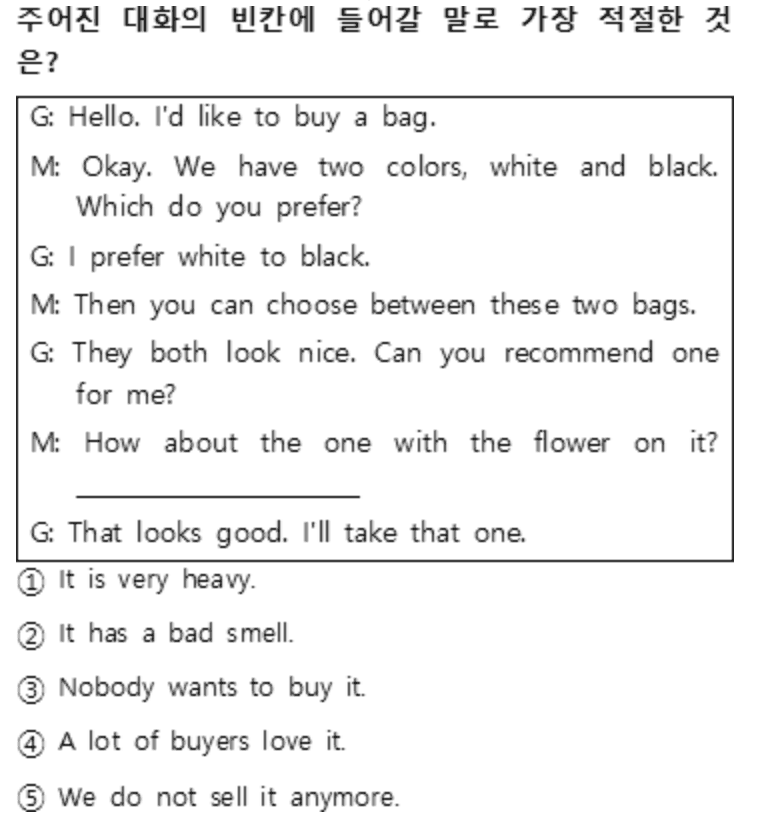 주어진 대화의 빈칸에 들어갈 말로 가장 적절한 것
은?
G: Hello. I'd like to buy a bag.
M: Okay. We have two colors, white and black.
Which do you prefer?
G: I prefer white to black.
M: Then you can choose between these two bags.
G: They both look nice. Can you recommend one
for me?
M: How about the one with the flower on it?
G: That looks good. I'll take that one.
① It is very heavy.
② It has a bad smell.
③ Nobody wants to buy it.
④ A lot of buyers love it.
⑤ We do not sell it anymore.